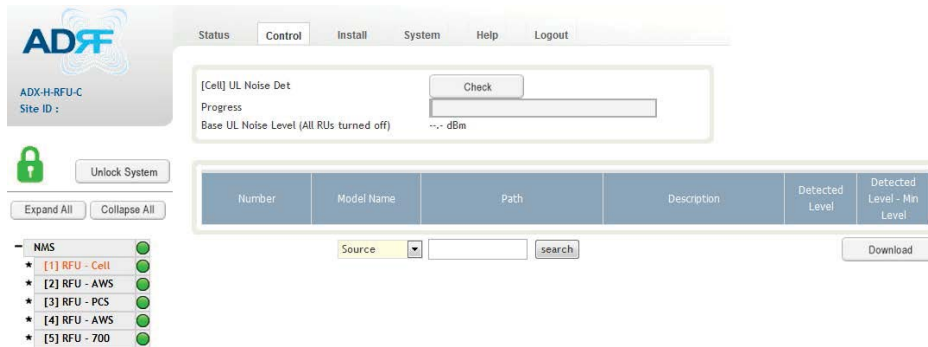 ADRF
ADX-H-RFU-C
Site ID :
Unlock System
Expand All Collapse All
NMS
[1] RFU - Cell
[2] RFU - AWS
[3] RFU - PCS
[4] RFU - AWS
[5] RFU - 700
Status Control Install System Help Logout
[Cell] UL Noise Det Check
Progress
Base UL Noise Level (All RUs turned off) --.- dBm
Number Model Name Path Description Detected Level Detected Level - Min Level
Source search Download